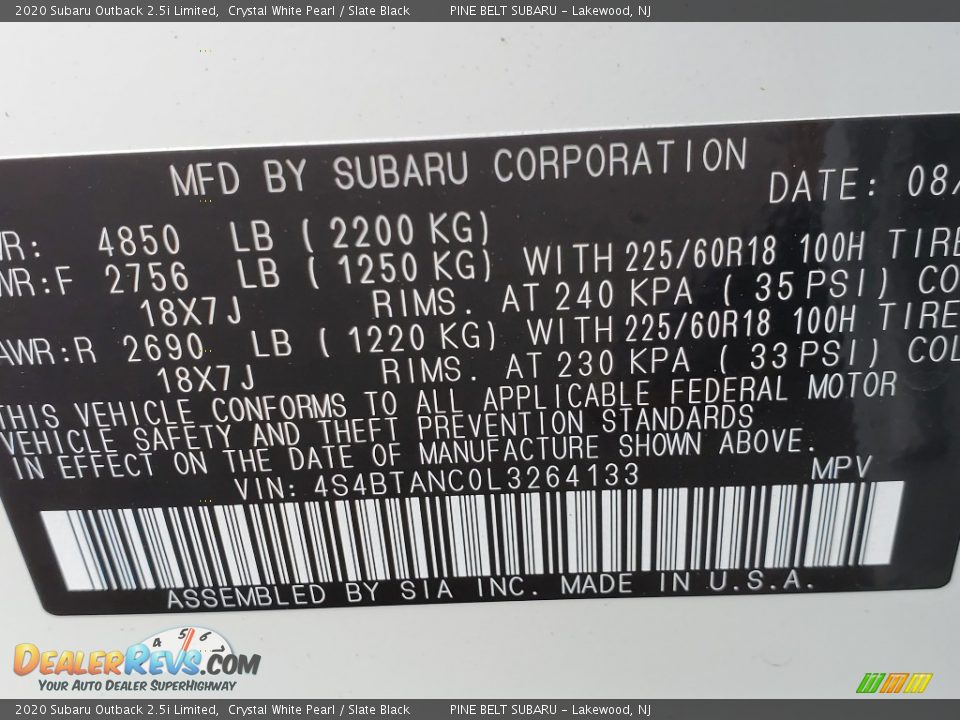 2020 Subaru Outback 2.5i Limited, Crystal White Pearl / Slate Black PINE BELT SUBARU – Lakewood, NJ
MFD BY SUBARU CORPORATION
DATE: 08/
WR: 4850 LB ( 2200 KG)
WR:F 2756 LB ( 1250 KG) WITH 225/60R18 100H TIRE
18X7J RIMS. AT 240 KPA ( 35 PSI) CO
AWR:R 2690 LB ( 1220 KG) WITH 225/60R18 100H TIRE
18X7J RIMS. AT 230 KPA ( 33 PSI) COL
THIS VEHICLE CONFORMS TO ALL APPLICABLE FEDERAL MOTOR
VEHICLE SAFETY AND THEFT PREVENTION STANDARDS
IN EFFECT ON THE DATE OF MANUFACTURE SHOWN ABOVE.
VIN: 4S4BTANC0L3264133 MPV
ASSEMBLED BY SIA INC. MADE IN U.S.A.
4 5 6 7
DEALERREVS.COM
YOUR AUTO DEALER SUPERHIGHWAY
2020 Subaru Outback 2.5i Limited, Crystal White Pearl / Slate Black PINE BELT SUBARU – Lakewood, NJ